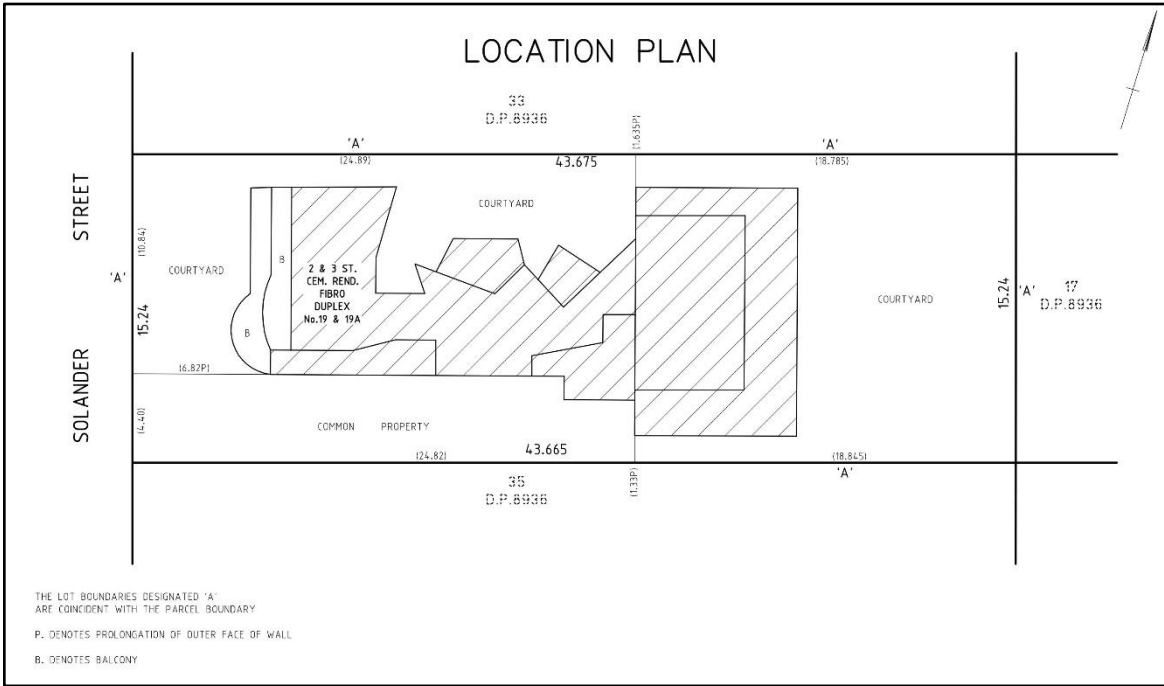 LOCATION PLAN
33
D.P.8936
(1.635P)
'A'
'A'
(24.89)
43.675
(18.785)
STREET
COURTYARD
(10.84)
B
2 & 3 ST.
CEM. REND.
FIBRO
DUPLEX
No.19 & 19A
COURTYARD
'A'
15.24
B
COURTYARD
15.24
'A'
17
D.P.8936
SOLANDER
(6.82P)
(4.40)
COMMON PROPERTY
(24.82)
43.665
(1.33P)
(18.845)
'A'
35
D.P.8936
THE LOT BOUNDARIES DESIGNATED 'A'
ARE COINCIDENT WITH THE PARCEL BOUNDARY
P. DENOTES PROLONGATION OF OUTER FACE OF WALL
B. DENOTES BALCONY